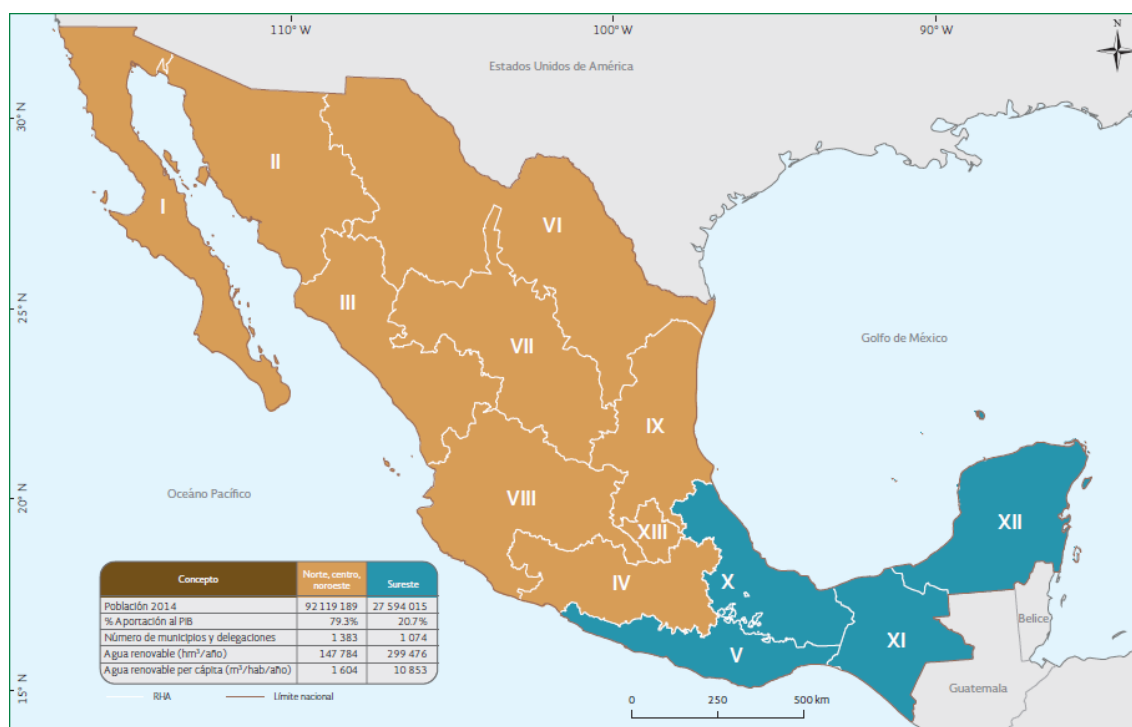 110° W 100° W 90° W
N
Estados Unidos de América
30° N
II
I
VI
25° N
III
VII
Golfo de México
IX
20° N
Oceáno Pacífico
VIII
XII
XIII
IV
X
Belice
XI
V
Guatemala
15° N
Concepto Norte, centro, noroeste Sureste
Población 2014 92 119 189 27 594 015
% Aportación al PIB 79.3% 20.7%
Número de municipios y delegaciones 1 383 1 074
Agua renovable (hm³/año) 147 784 299 476
Agua renovable per cápita (m³/hab/año) 1 604 10 853
RHA Límite nacional
0 250 500 km